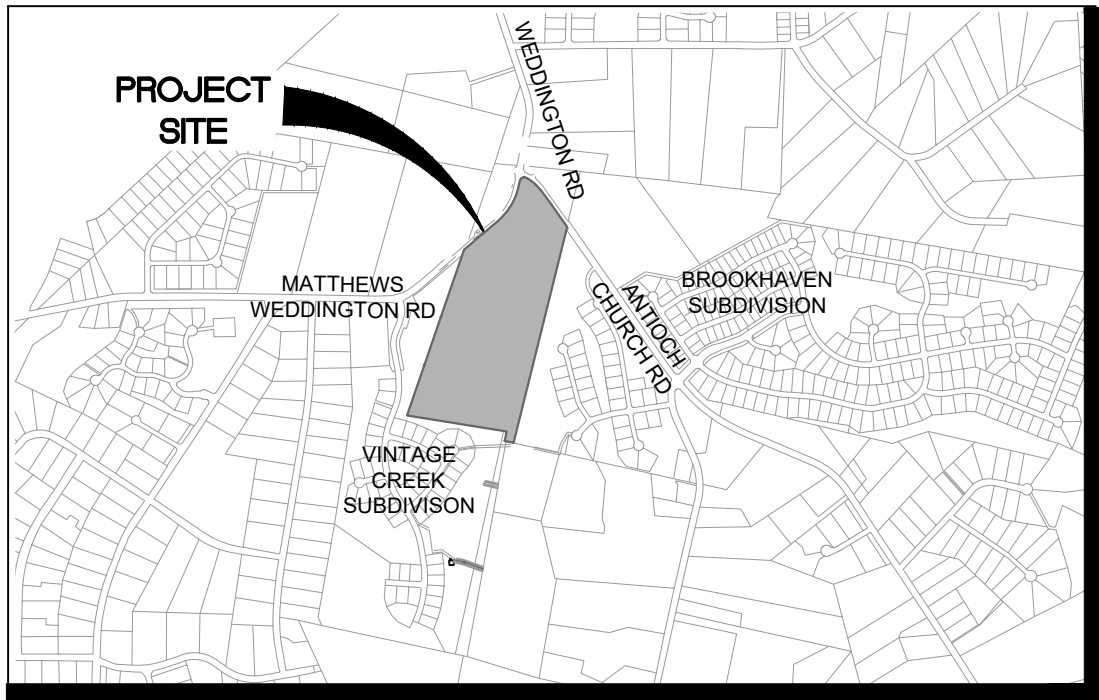 WEDDINGTON RD
PROJECT
SITE
MATTHEWS
WEDDINGTON RD
BROOKHAVEN
SUBDIVISION
ANTIOCH
CHURCH RD
VINTAGE
CREEK
SUBDIVISON